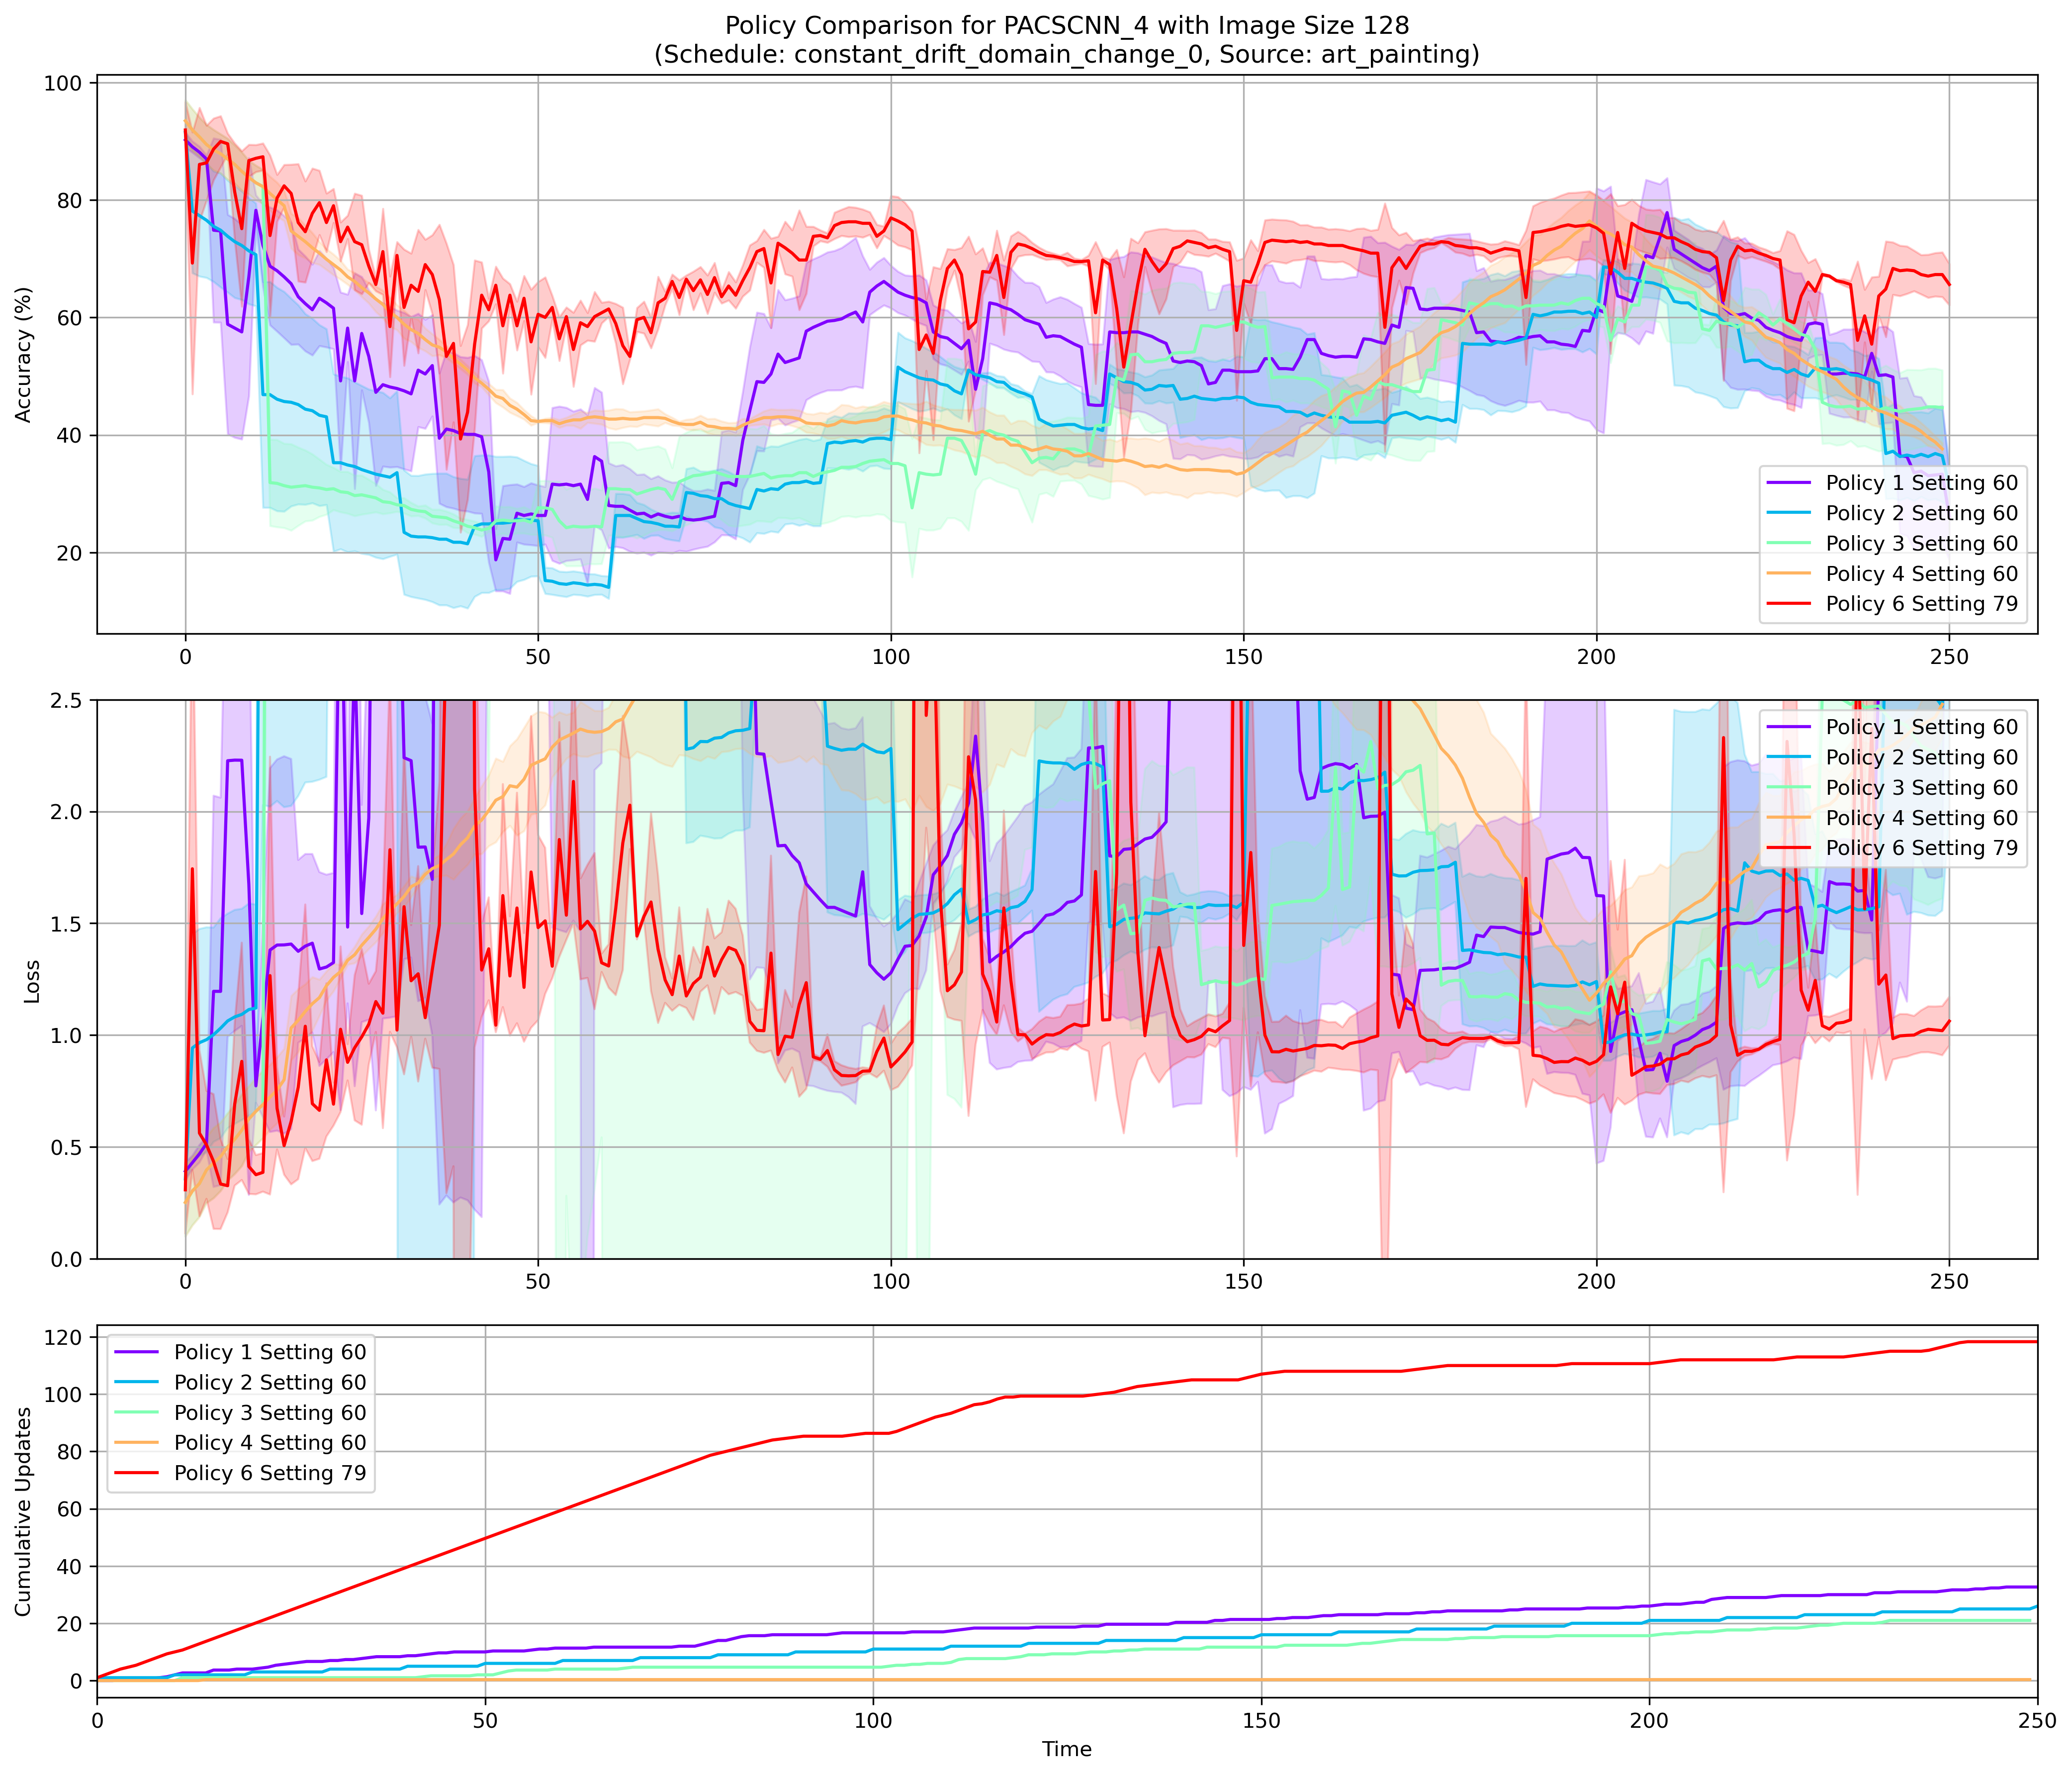 Policy Comparison for PACSCNN_4 with Image Size 128
(Schedule: constant_drift_domain_change_0, Source: art_painting)
Accuracy (%)
100
80
60
40
20
0
50
100
150
200
250
Policy 1 Setting 60
Policy 2 Setting 60
Policy 3 Setting 60
Policy 4 Setting 60
Policy 6 Setting 79
Loss
2.5
2.0
1.5
1.0
0.5
0.0
0
50
100
150
200
250
Policy 1 Setting 60
Policy 2 Setting 60
Policy 3 Setting 60
Policy 4 Setting 60
Policy 6 Setting 79
Cumulative Updates
120
100
80
60
40
20
0
0
50
100
150
200
250
Policy 1 Setting 60
Policy 2 Setting 60
Policy 3 Setting 60
Policy 4 Setting 60
Policy 6 Setting 79
Time